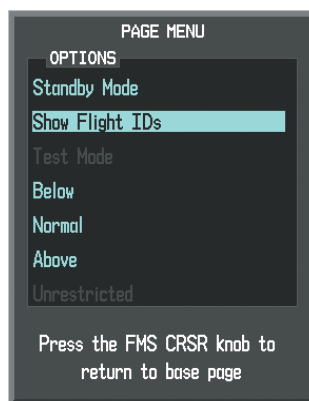 PAGE MENU
OPTIONS
Standby Mode
Show Flight IDs
Test Mode
Below
Normal
Above
Unrestricted
Press the FMS CRSR knob to
return to base page